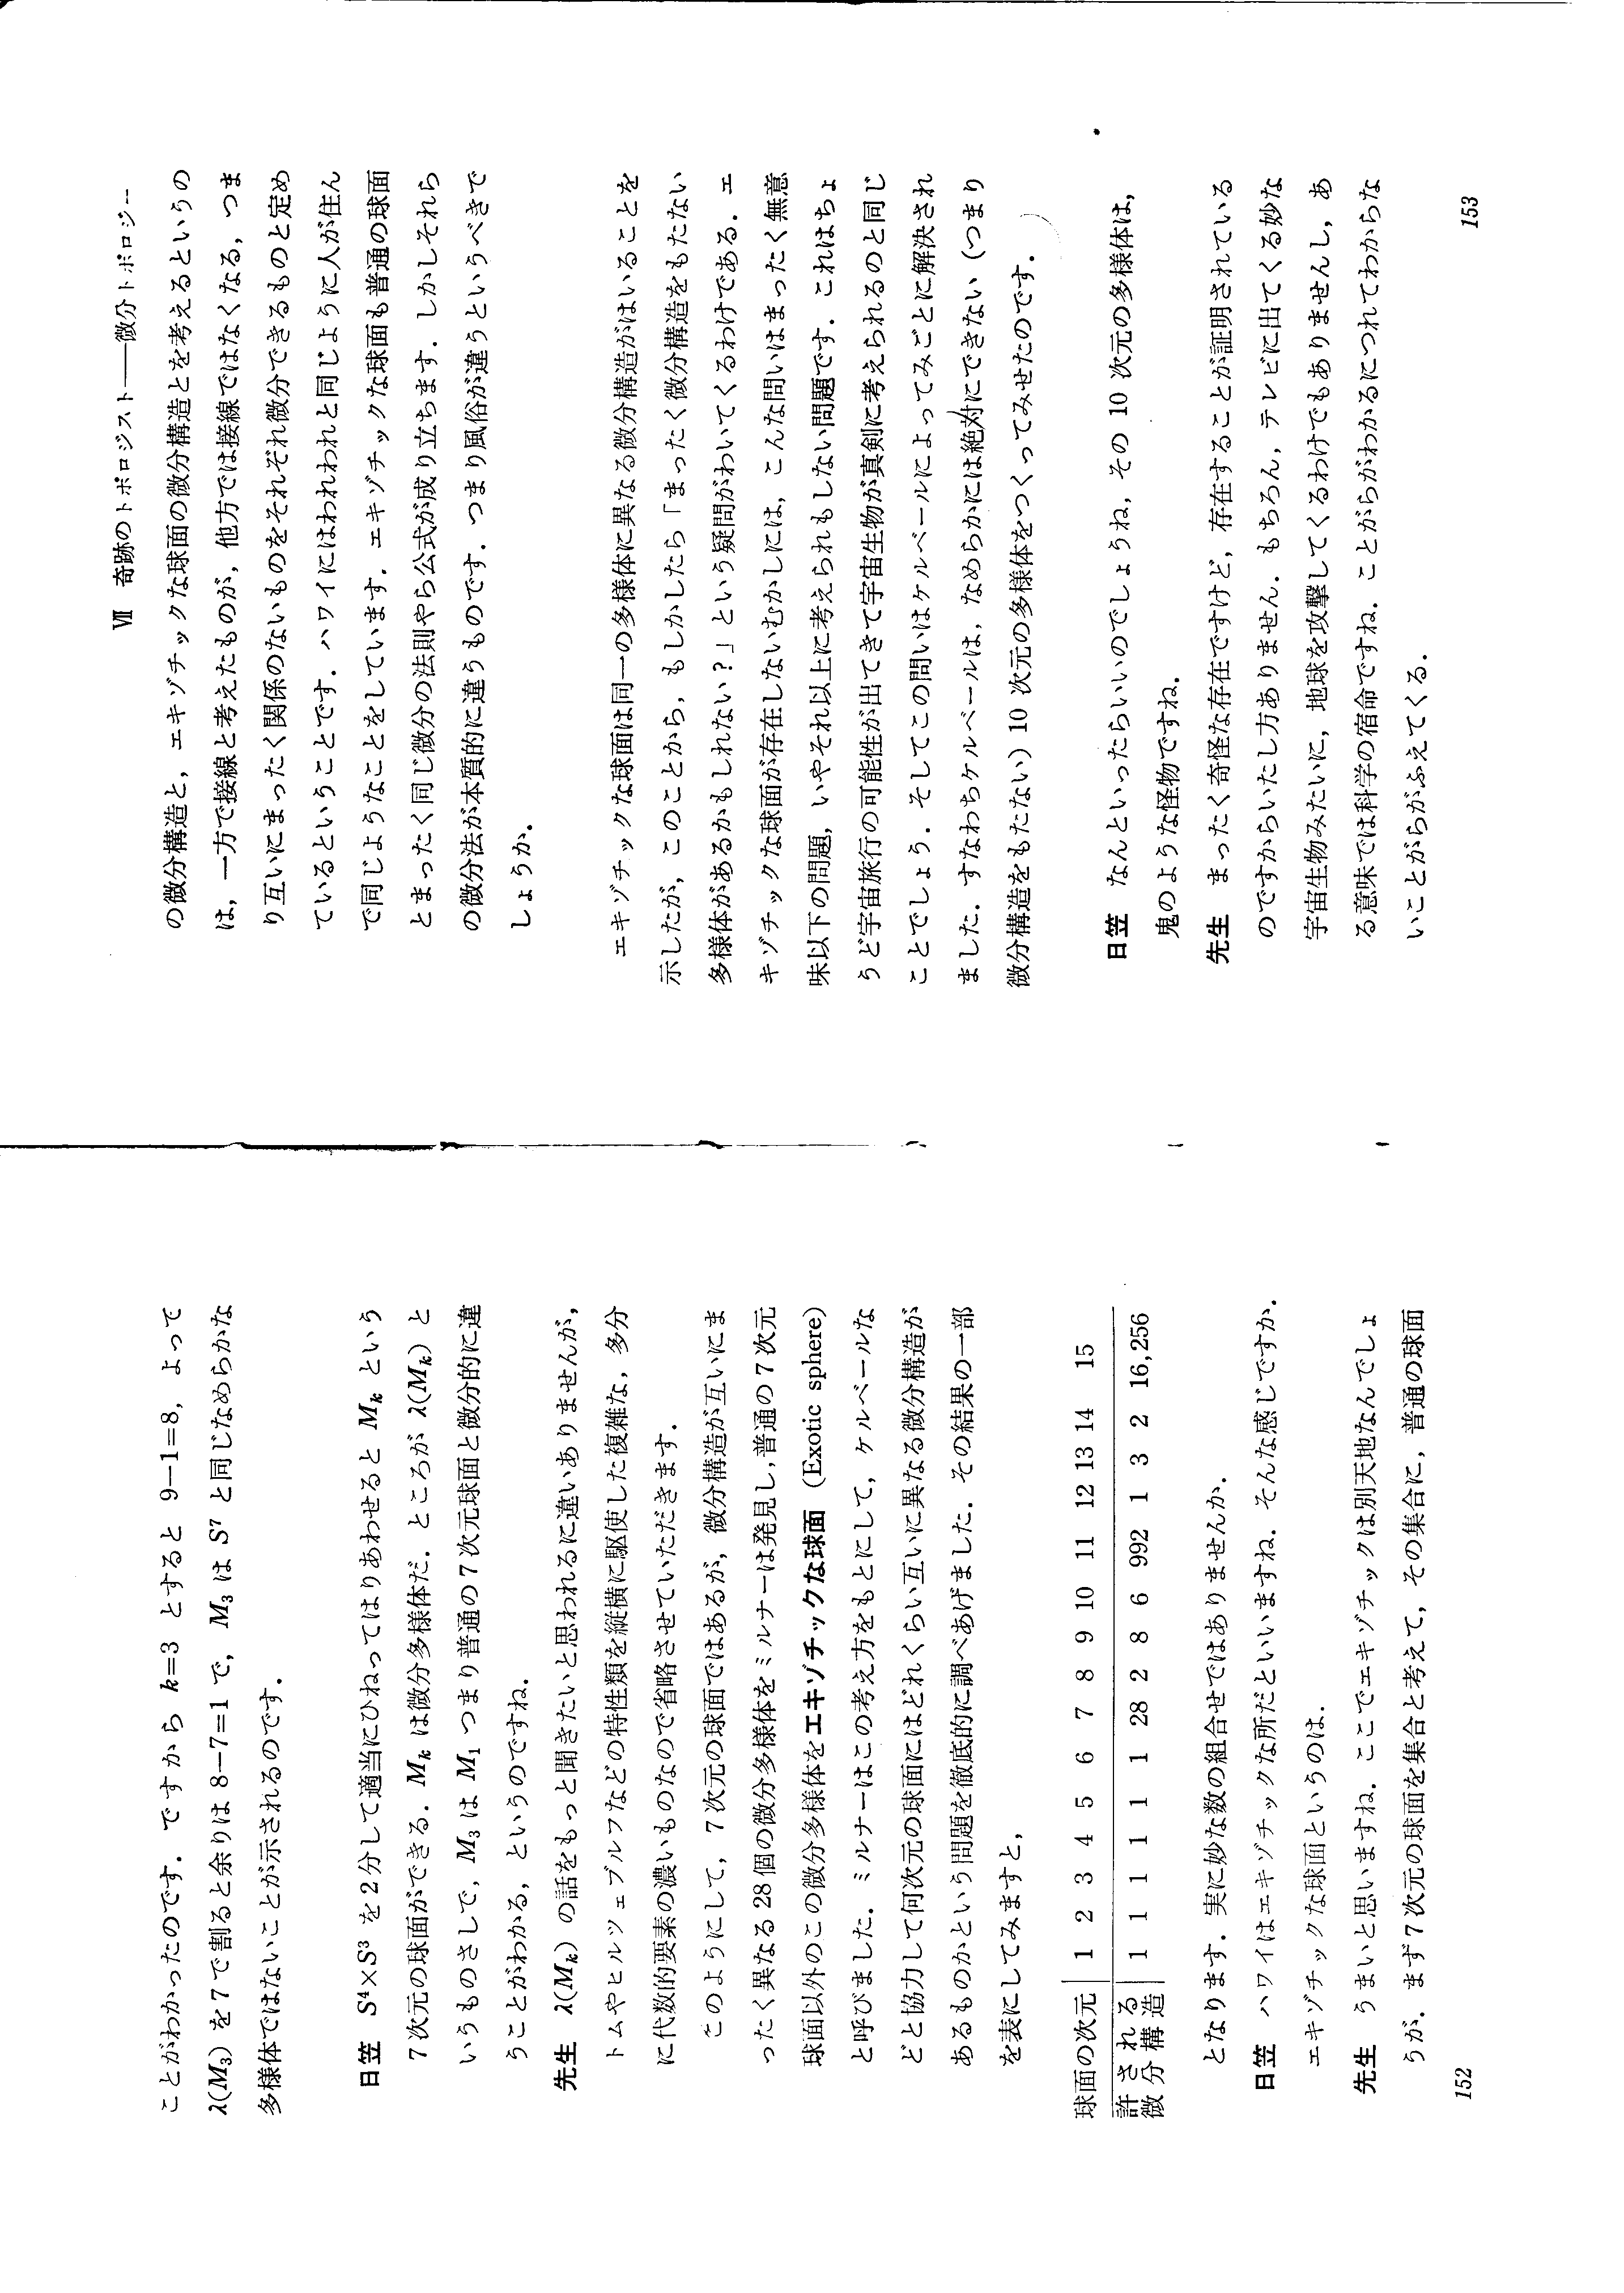 ことがわかったのです．ですから k=3 とすると 9−1=8，よって
λ(M₃) を 7 で割ると余りは 8−7=1 で，M₃ は S⁷ と同じなめらかな
多様体ではないことが示されるのです．
日笠　S⁴×S³ を 2 分して適当にひねってはりあわせると Mₖ という
7 次元の球面ができる．Mₖ は微分多様体だ．ところが λ(Mₖ) と
いうものさしで，M₃ は M₁ つまり普通の 7 次元球面と微分的に違
うことがわかる，というのですね．
先生　λ(Mₖ) の話をもっと聞きたいと思われるに違いありませんが，
トムやヒルツェブルフなどの特性類を縦横に駆使した複雑な，多分
に代数的要素の濃いものなので省略させていただきます．
このようにして，7 次元の球面ではあるが，微分構造が互いにま
ったく異なる 28 個の微分多様体をミルナーは発見し，普通の 7 次元
球面以外のこの微分多様体をエキゾチックな球面 (Exotic sphere)
と呼びました．ミルナーはこの考え方をもとにして，ケルベールな
どと協力して何次元の球面にはどれくらい互いに異なる微分構造が
あるものかという問題を徹底的に調べあげました．その結果の一部
を表にしてみますと，
球面の次元 1 2 3 4 5 6 7 8 9 10 11 12 13 14 15
許される微分構造 1 1 1 1 1 1 28 2 8 6 992 1 3 2 16,256
となります．実に妙な数の組合せではありませんか．
日笠　ハワイはエキゾチックな所だといいますね．そんな感じですか．
エキゾチックな球面というのは．
先生　うまいと思いますね．ここでエキゾチックは別天地なんでしょ
うが．まず 7 次元の球面を集合と考えて，その集合に，普通の球面
152
Ⅶ　奇跡のトポロジスト――微分トポロジー
の微分構造と，エキゾチックな球面の微分構造とを考えるというの
は，一方で接線と考えたものが，他方では接線ではなくなる，つま
り互いにまったく関係のないものをそれぞれ微分できるものと定め
ているということです．ハワイにはわれわれと同じように人が住ん
で同じようなことをしています．エキゾチックな球面も普通の球面
とまったく同じ微分の法則やら公式が成り立ちます．しかしそれら
の微分法が本質的に違うものです．つまり風俗が違うというべきで
しょうか．
エキゾチックな球面は同一の多様体に異なる微分構造がはいることを
示したが，このことから，もしかしたら「まったく微分構造をもたない
多様体があるかもしれない？」という疑問がわいてくるわけである．エ
キゾチックな球面が存在しないむかしには，こんな問いはまったく無意
味以下の問題，いやそれ以上に考えられもしない問題です．これはちょ
うど宇宙旅行の可能性が出てきて宇宙生物が真剣に考えられるのと同じ
ことでしょう．そしてこの問いはケルベールによってみごとに解決され
ました．すなわちケルベールは，なめらかには絶対にできない（つまり
微分構造をもたない）10 次元の多様体をつくってみせたのです．
日笠　なんといったらいいのでしょうね，その 10 次元の多様体は，
鬼のような怪物ですね．
先生　まったく奇怪な存在ですけど，存在することが証明されている
のですからいたし方ありません．もちろん，テレビに出てくる妙な
宇宙生物みたいに，地球を攻撃してくるわけでもありませんし，あ
る意味では科学の宿命ですね．ことがらがわかるにつれてわからな
いことがらがふえてくる．
153